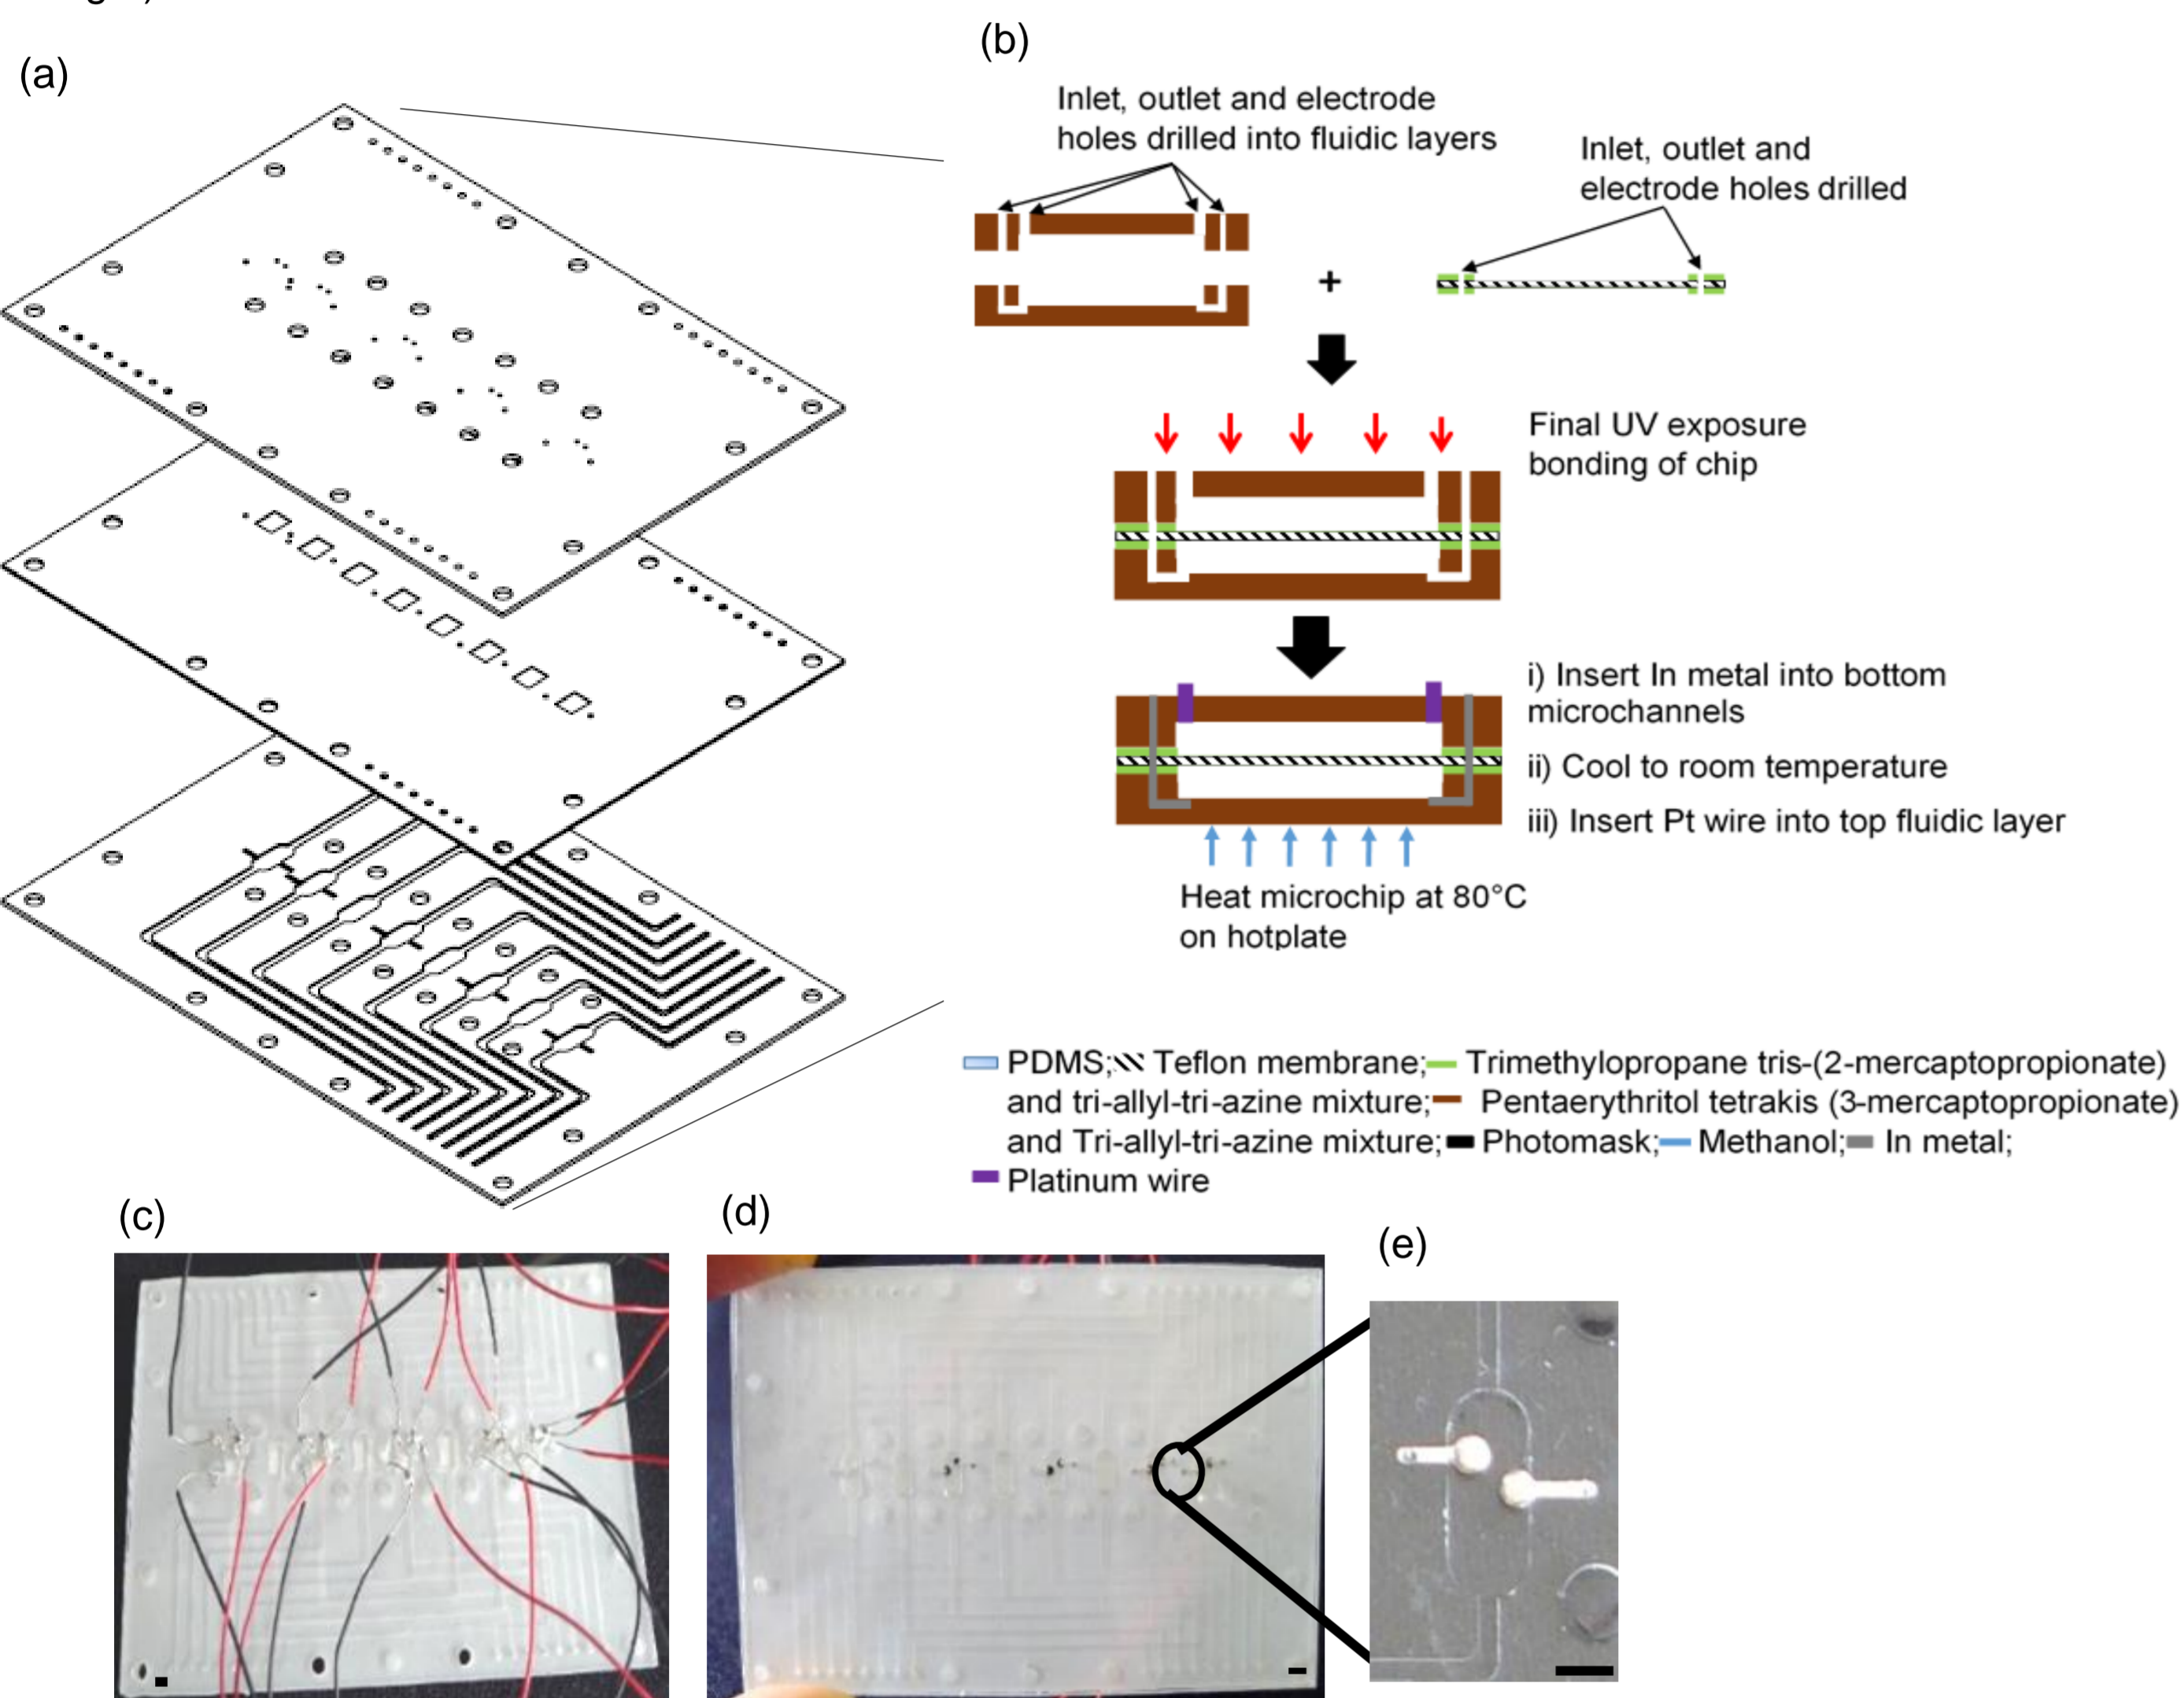 (a)
(b)
Inlet, outlet and electrode
holes drilled into fluidic layers
Inlet, outlet and
electrode holes drilled
+
Final UV exposure
bonding of chip
i) Insert In metal into bottom
microchannels
ii) Cool to room temperature
iii) Insert Pt wire into top fluidic layer
Heat microchip at 80°C
on hotplate
PDMS; Teflon membrane; Trimethylopropane tris-(2-mercaptopropionate)
and tri-allyl-tri-azine mixture; Pentaerythritol tetrakis (3-mercaptopropionate)
and Tri-allyl-tri-azine mixture; Photomask; Methanol; In metal;
Platinum wire
(c)
(d)
(e)